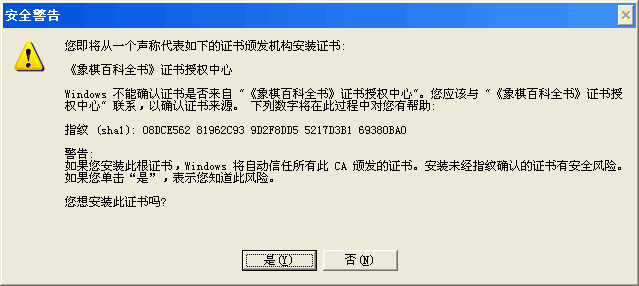 安全警告
您即将从一个声称代表如下的证书颁发机构安装证书:
《象棋百科全书》证书授权中心
Windows 不能确认证书是否来自 "《象棋百科全书》证书授权中心"。您应该与 "《象棋百科全书》证书授
权中心" 联系，以确认证书来源。 下列数字将在此过程中对您有帮助:
指纹 (sha1): 08DCE562 81962C93 9D2F8DD5 5217D3B1 69380BA0
警告:
如果您安装此根证书，Windows 将自动信任所有此 CA 颁发的证书。安装未经指纹确认的证书有安全风险。
如果您单击“是”，表示您知道此风险。
您想安装此证书吗?
是(Y) 否(N)